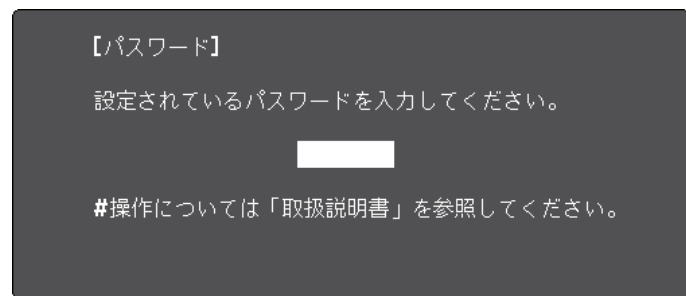 【パスワード】
設定されているパスワードを入力してください。
#操作については「取扱説明書」を参照してください。